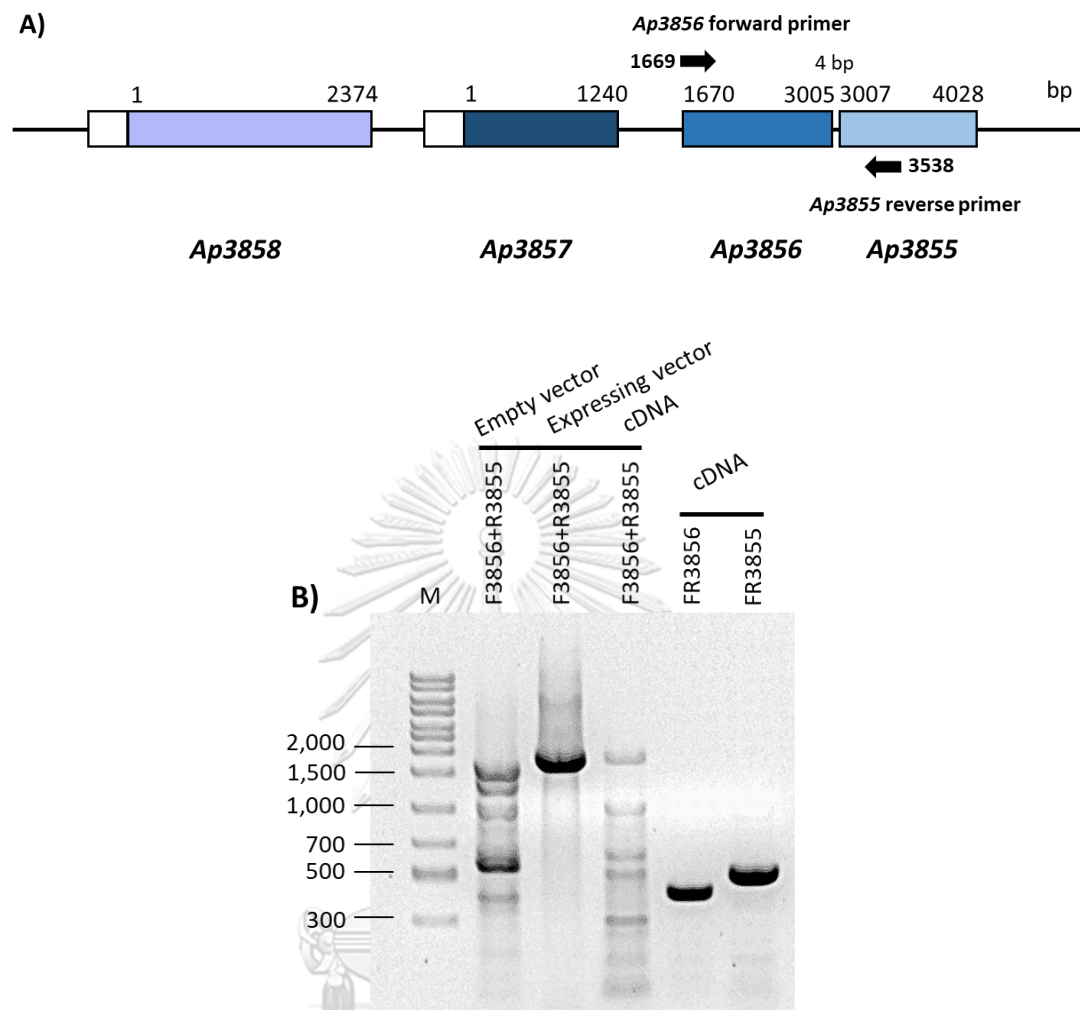 A)
Ap3856 forward primer
1669
4 bp
1 2374 1 1240 1670 3005 3007 4028 bp
3538
Ap3855 reverse primer
Ap3858 Ap3857 Ap3856 Ap3855
Empty vector
Expressing vector
cDNA
cDNA
B)
M
F3856+R3855
F3856+R3855
F3856+R3855
FR3856
FR3855
2,000
1,500
1,000
700
500
300